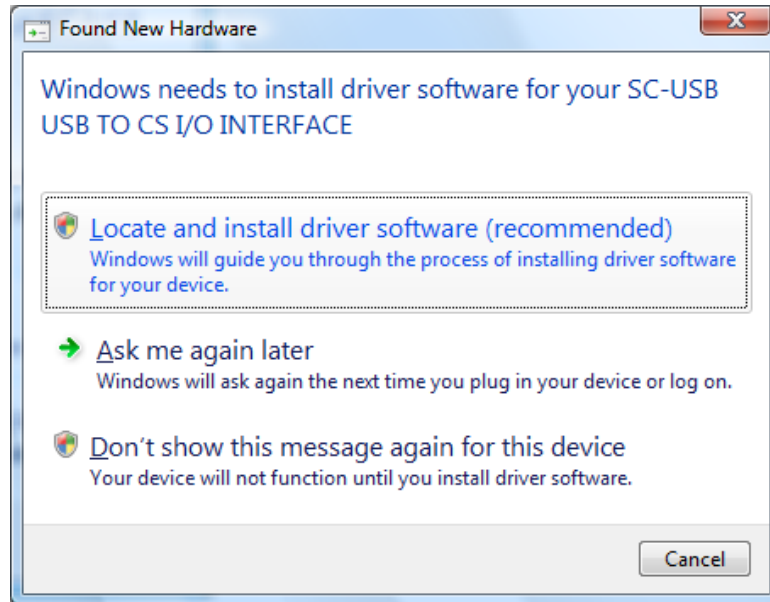 Found New Hardware
Windows needs to install driver software for your SC-USB
USB TO CS I/O INTERFACE
Locate and install driver software (recommended)
Windows will guide you through the process of installing driver software
for your device.
Ask me again later
Windows will ask again the next time you plug in your device or log on.
Don't show this message again for this device
Your device will not function until you install driver software.
Cancel